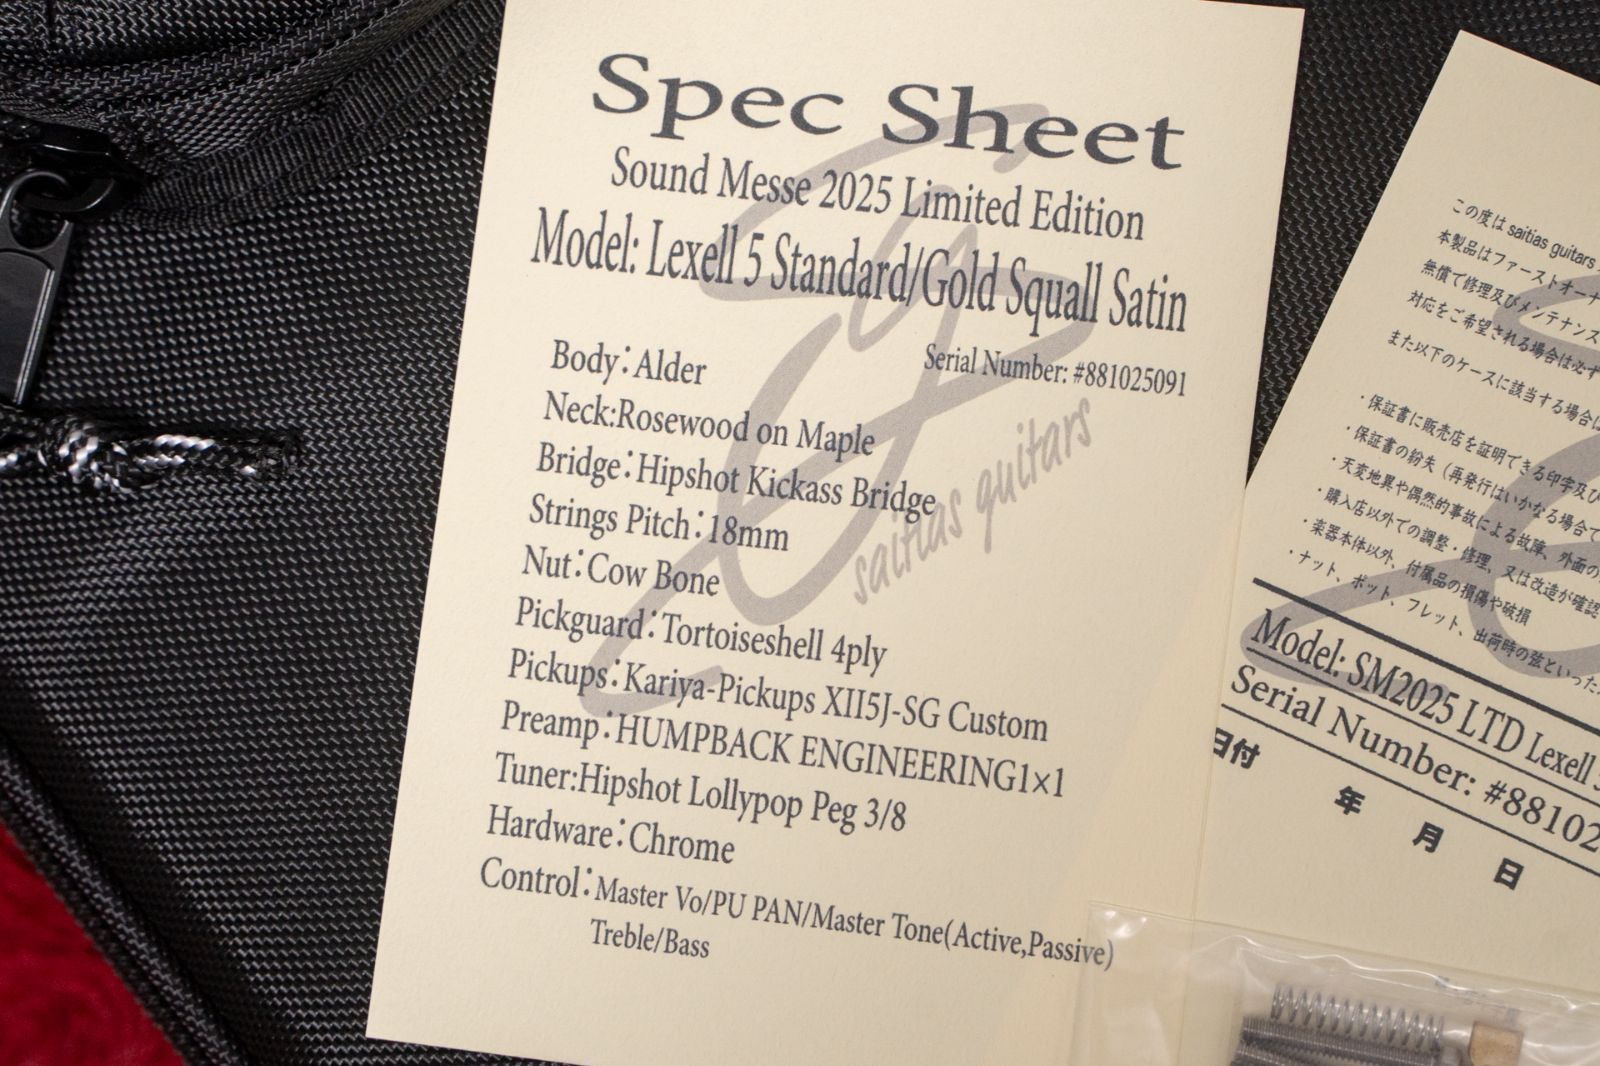 Spec Sheet
Sound Messe 2025 Limited Edition
Model: Lexell 5 Standard/Gold Squall Satin
Serial Number: #881025091
Body：Alder
Neck:Rosewood on Maple
Bridge：Hipshot Kickass Bridge
Strings Pitch：18mm
Nut：Cow Bone
Pickguard：Tortoiseshell 4ply
Pickups：Kariya-Pickups XII5J-SG Custom
Preamp：HUMPBACK ENGINEERING1×1
Tuner:Hipshot Lollypop Peg 3/8
Hardware：Chrome
Control：Master Vo/PU PAN/Master Tone(Active,Passive)
Treble/Bass
saitias guitars
この度は saitias guitars
本製品はファーストオーナ
無償で修理及びメンテナンス
対応をご希望される場合は必ず
また以下のケースに該当する場合は
・保証書に販売店を証明できる印字及び
・保証書の紛失（再発行はいかなる場合で
・天変地異や偶然的事故による故障、外面の
・購入店以外での調整・修理、又は改造が確認
・楽器本体以外、付属品の損傷や破損
・ナット、ポット、フレット、出荷時の弦といった
Model: SM2025 LTD Lexell
Serial Number: #88102
日付
年 月 日